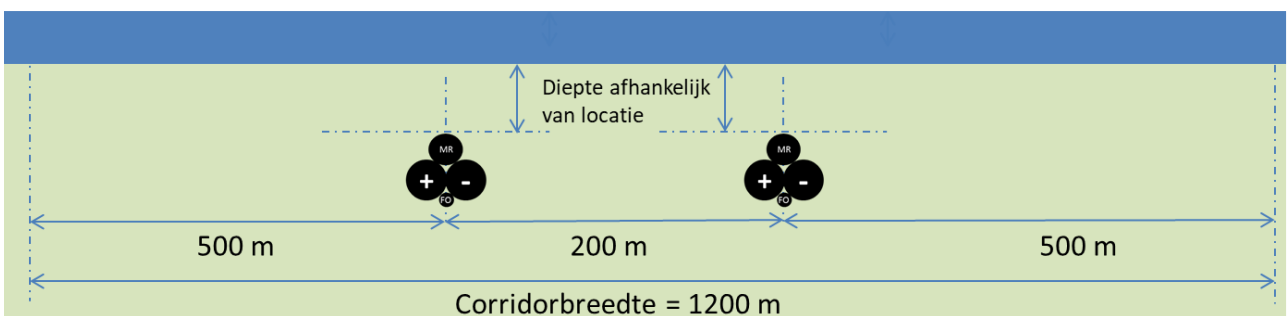 Diepte afhankelijk
van locatie
MR
MR
+ -
+ -
FO
FO
500 m
200 m
500 m
Corridorbreedte = 1200 m